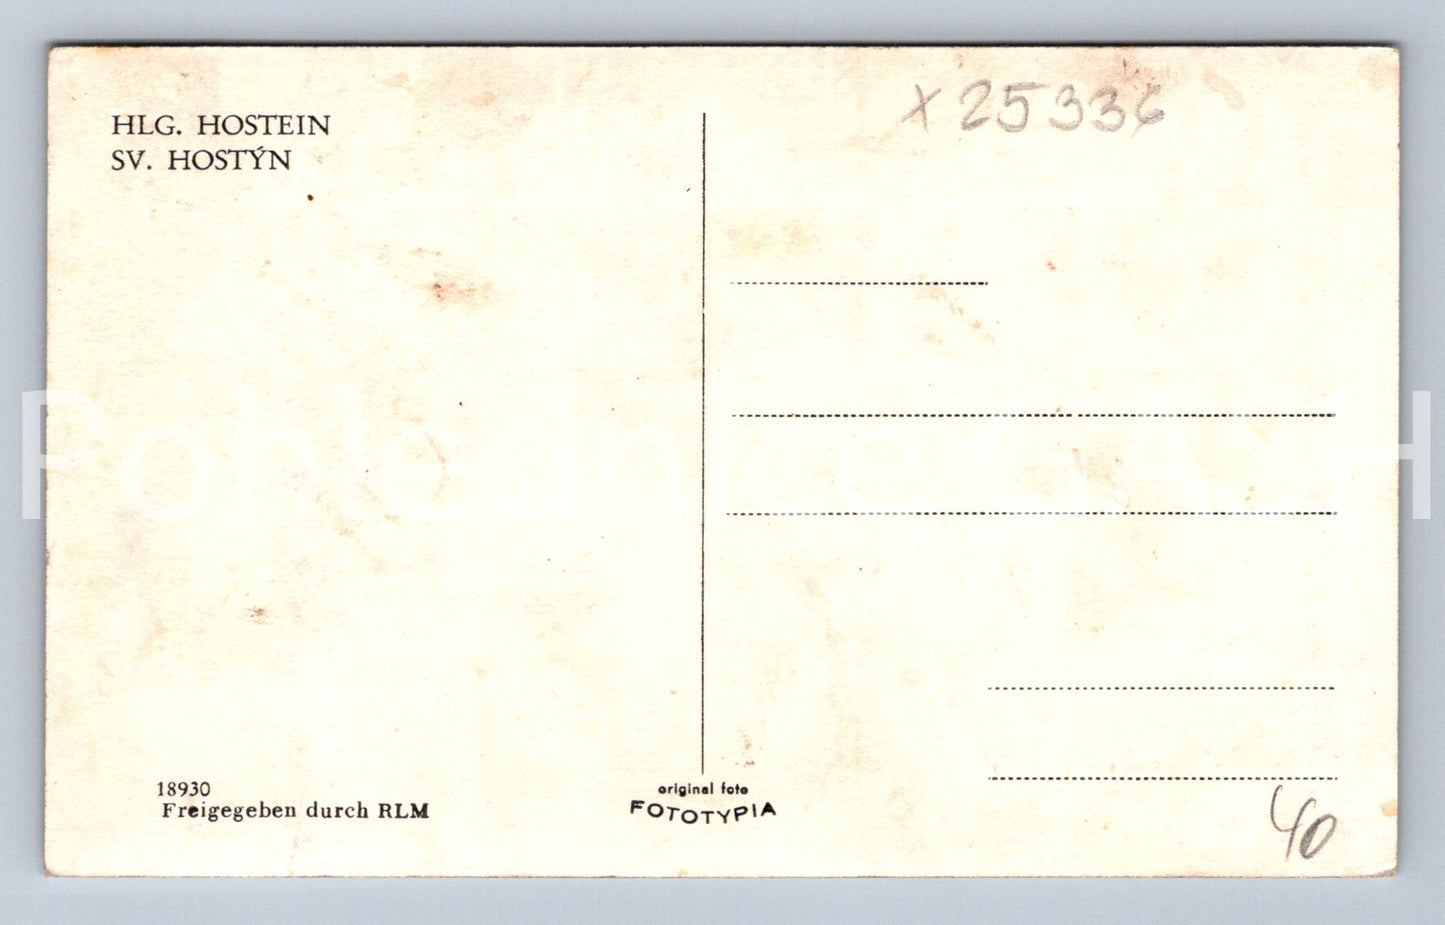 HLG. HOSTEIN
SV. HOSTÝN
x 25336
18930
Freigegeben durch RLM
original foto
FOTOTYPIA
40